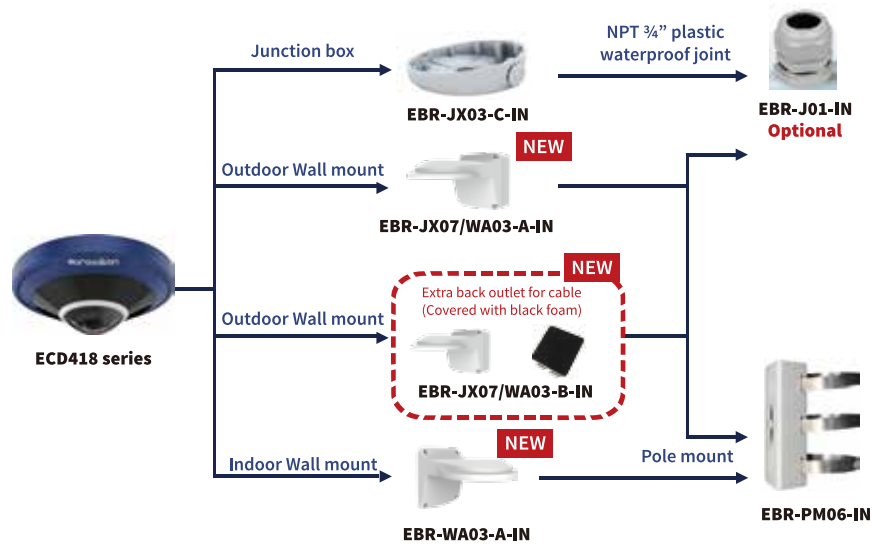 Junction box
NPT ¾” plastic
waterproof joint
EBR-JX03-C-IN
EBR-J01-IN
Optional
NEW
Outdoor Wall mount
EBR-JX07/WA03-A-IN
NEW
Extra back outlet for cable
(Covered with black foam)
Outdoor Wall mount
ECD418 series
EBR-JX07/WA03-B-IN
NEW
Indoor Wall mount
Pole mount
EBR-WA03-A-IN
EBR-PM06-IN